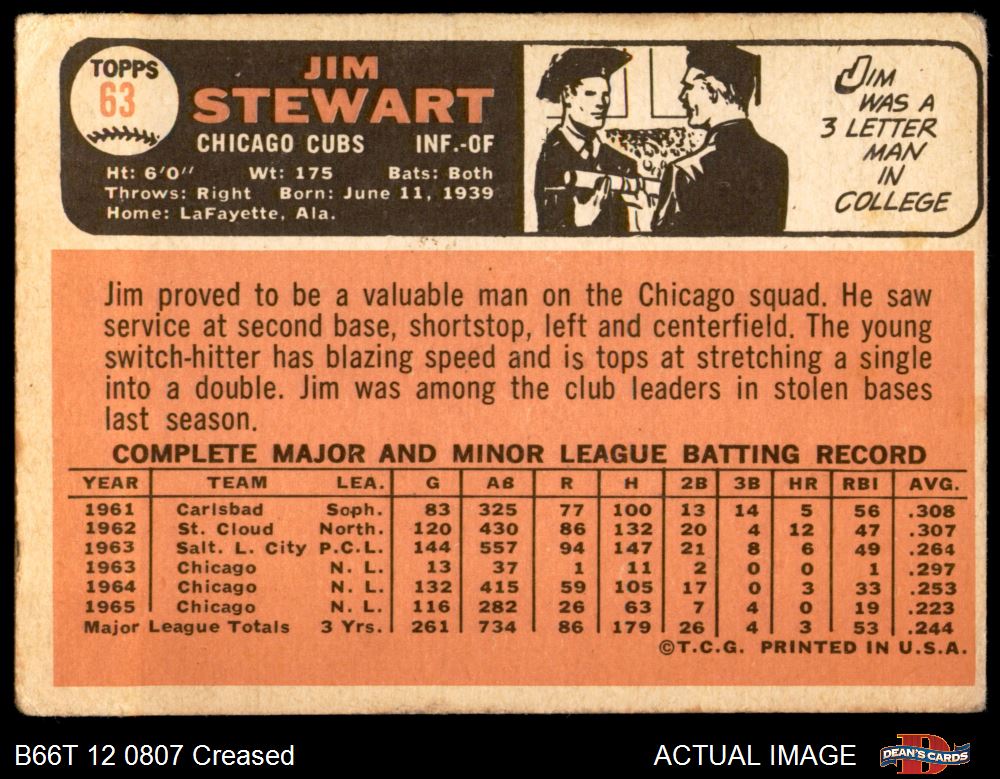 TOPPS
63
JIM
STEWART
CHICAGO CUBS INF.-OF
Ht: 6'0" Wt: 175 Bats: Both
Throws: Right Born: June 11, 1939
Home: LaFayette, Ala.
JIM
WAS A
3 LETTER
MAN
IN
COLLEGE
Jim proved to be a valuable man on the Chicago squad. He saw
service at second base, shortstop, left and centerfield. The young
switch-hitter has blazing speed and is tops at stretching a single
into a double. Jim was among the club leaders in stolen bases
last season.
COMPLETE MAJOR AND MINOR LEAGUE BATTING RECORD
YEAR TEAM LEA. G AB R H 2B 3B HR RBI AVG.
1961 Carlsbad Soph. 83 325 77 100 13 14 5 56 .308
1962 St. Cloud North. 120 430 86 132 20 4 12 47 .307
1963 Salt. L. City P.C.L. 144 557 94 147 21 8 6 49 .264
1963 Chicago N. L. 13 37 1 11 2 0 0 1 .297
1964 Chicago N. L. 132 415 59 105 17 0 3 33 .253
1965 Chicago N. L. 116 282 26 63 7 4 0 19 .223
Major League Totals 3 Yrs. 261 734 86 179 26 4 3 53 .244
©T.C.G. PRINTED IN U.S.A.
B66T 12 0807 Creased ACTUAL IMAGE
DEAN'S CARDS